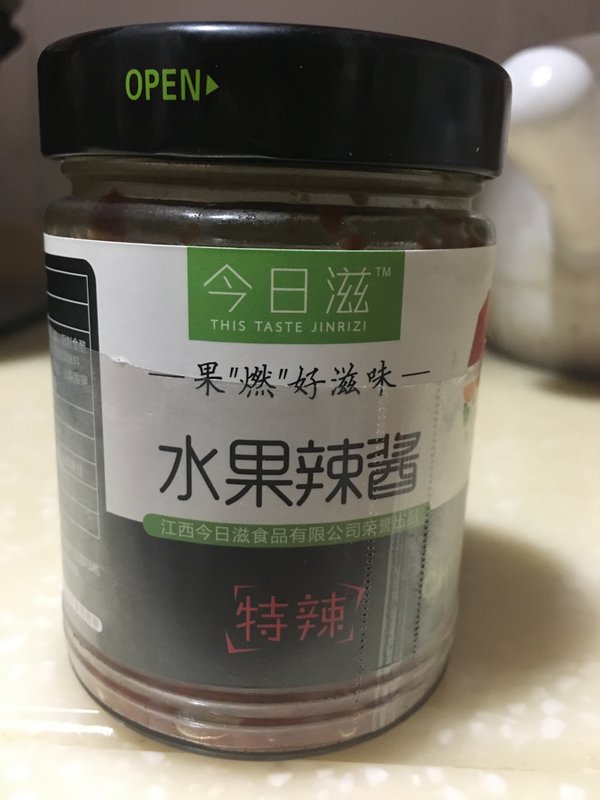 OPEN
今日滋™
THIS TASTE JINRIZI
果"燃"好滋味
水果辣酱
江西今日滋食品有限公司荣誉出品
特辣